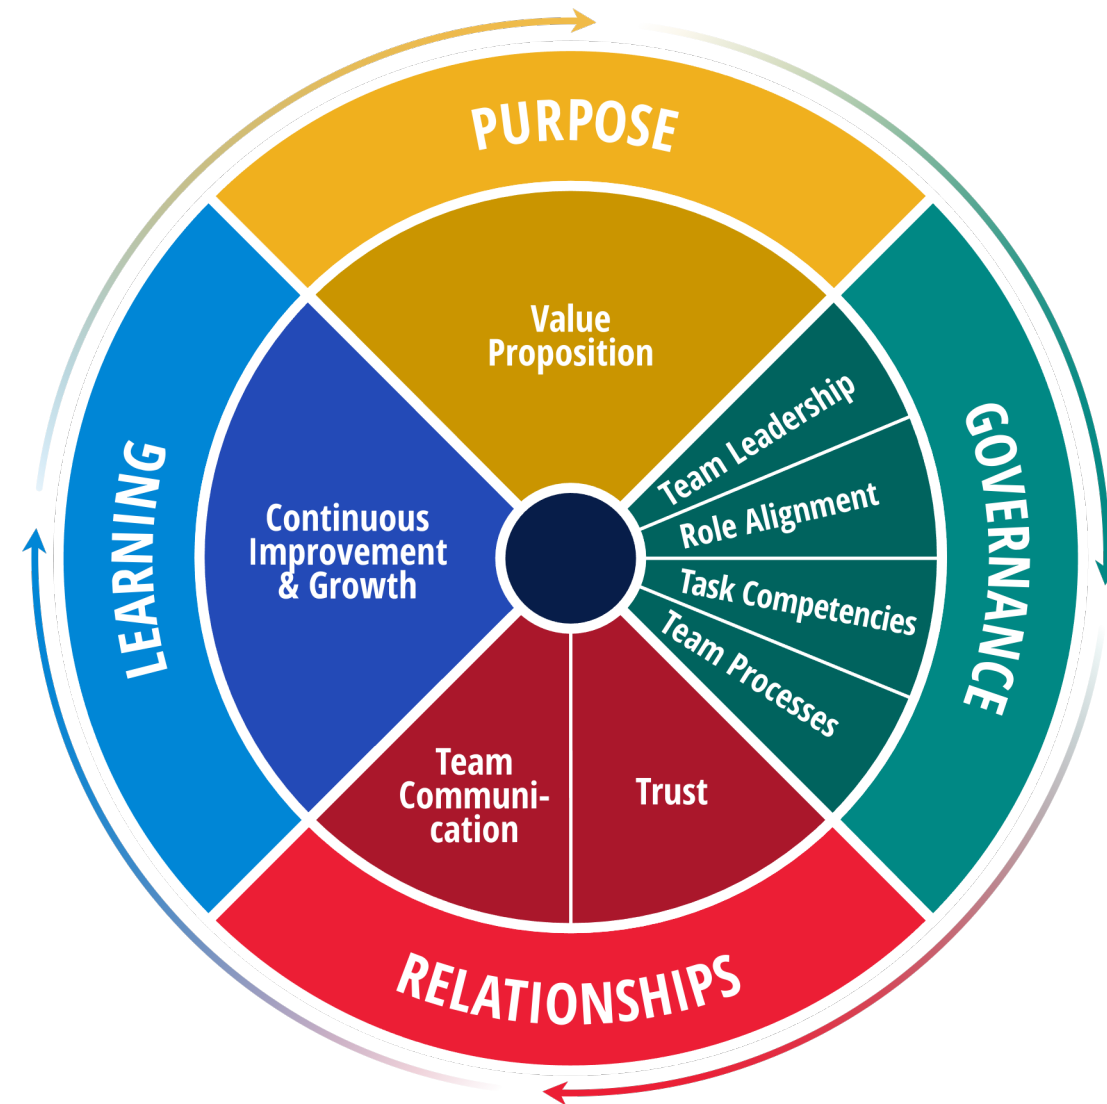 PURPOSE
Value
Proposition
GOVERNANCE
Team Leadership
Role Alignment
Task Competencies
Team Processes
RELATIONSHIPS
Trust
Team
Communi-
cation
LEARNING
Continuous
Improvement
& Growth